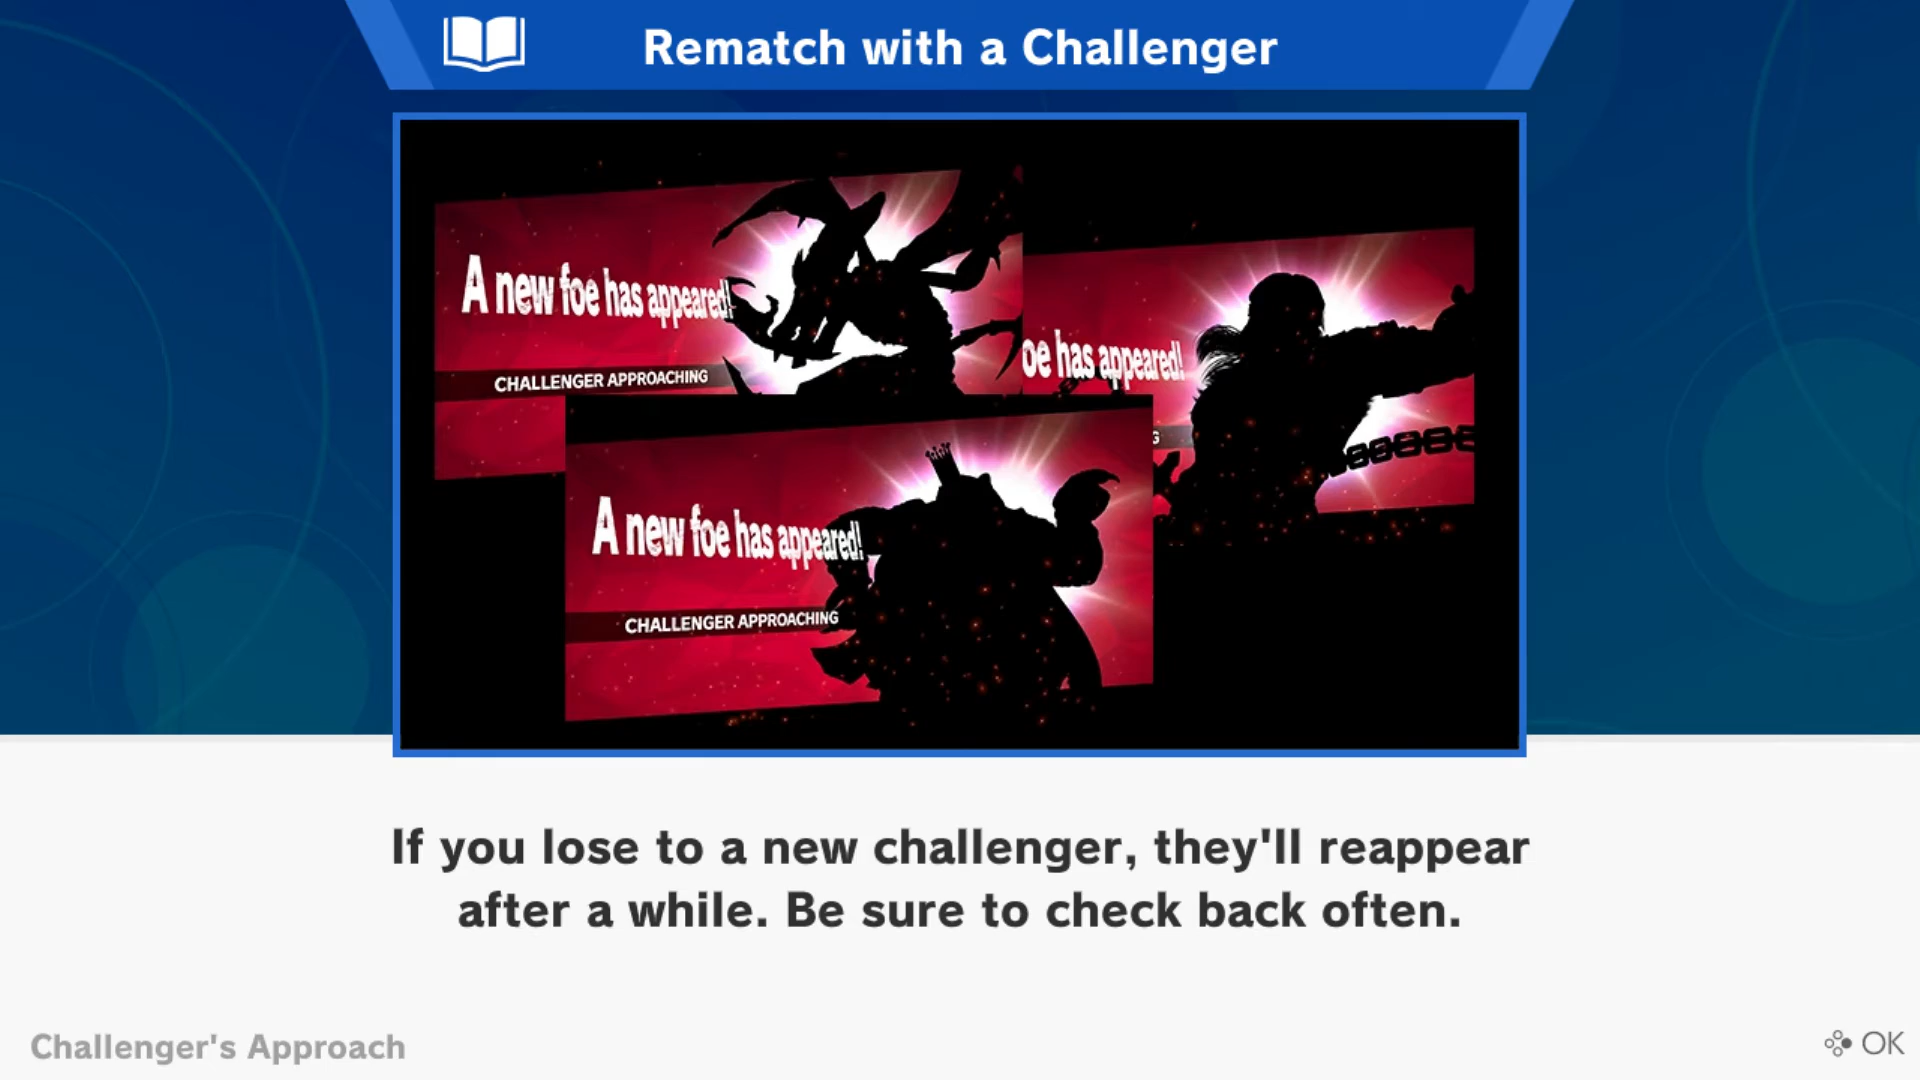 Rematch with a Challenger
A new foe has appeared!
CHALLENGER APPROACHING
oe has appeared!
G
A new foe has appeared!
CHALLENGER APPROACHING
If you lose to a new challenger, they'll reappear
after a while. Be sure to check back often.
Challenger's Approach
OK